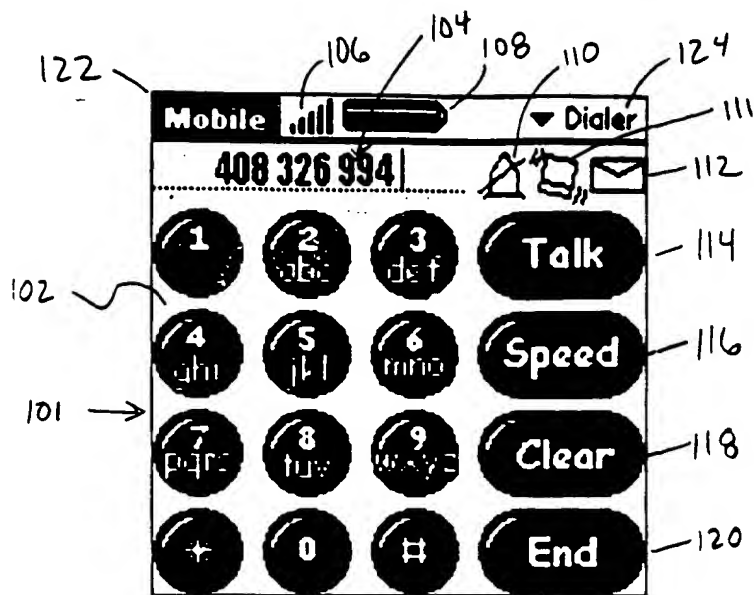 106 104 108 110 124
122 111
Mobile Dialer
408 326 994 112
1 2 3 Talk 114
abc def
102
4 5 6 Speed 116
ghi jkl mno
101
7 8 9 Clear 118
pqrs tuv wxyz
* 0 # End 120